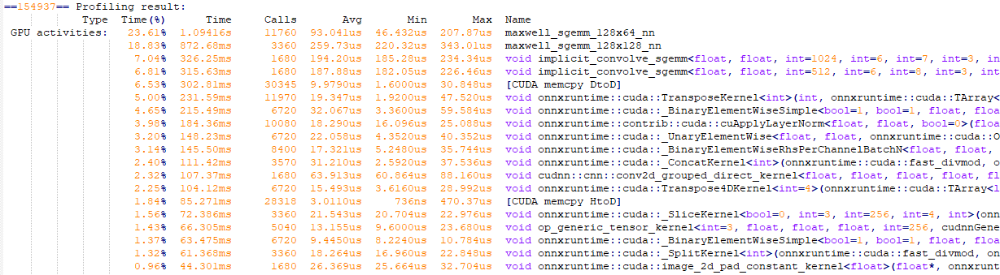 ==154937== Profiling result:
Type Time(%) Time Calls Avg Min Max Name
GPU activities: 23.61% 1.09416s 11760 93.041us 46.432us 207.87us maxwell_sgemm_128x64_nn
18.83% 872.68ms 3360 259.73us 220.32us 343.01us maxwell_sgemm_128x128_nn
7.04% 326.25ms 1680 194.20us 185.28us 234.34us void implicit_convolve_sgemm<float, float, int=1024, int=6, int=7, int=3, in
6.81% 315.63ms 1680 187.88us 182.05us 226.46us void implicit_convolve_sgemm<float, float, int=512, int=6, int=8, int=3, int
6.53% 302.81ms 30345 9.9790us 1.6000us 30.848us [CUDA memcpy DtoD]
5.00% 231.59ms 11970 19.347us 1.9200us 47.520us void onnxruntime::cuda::TransposeKernel<int>(int, onnxruntime::cuda::TArray<
4.65% 215.49ms 6720 32.067us 3.3600us 59.584us void onnxruntime::cuda::_BinaryElementWiseSimple<bool=1, bool=1, float, floa
3.98% 184.36ms 10080 18.290us 16.096us 25.088us void onnxruntime::contrib::cuda::cuApplyLayerNorm<float, float, bool=0>(floa
3.20% 148.23ms 6720 22.058us 4.3520us 40.352us void onnxruntime::cuda::_UnaryElementWise<float, float, onnxruntime::cuda::O
3.14% 145.50ms 8400 17.321us 5.2480us 35.744us void onnxruntime::cuda::_BinaryElementWiseRhsPerChannelBatchN<float, float,
2.40% 111.42ms 3570 31.210us 2.5920us 37.536us void onnxruntime::cuda::_ConcatKernel<int>(onnxruntime::cuda::fast_divmod, o
2.32% 107.37ms 1680 63.913us 60.864us 88.160us void cudnn::cnn::conv2d_grouped_direct_kernel<float, float, float, float, fl
2.25% 104.12ms 6720 15.493us 3.6160us 28.992us void onnxruntime::cuda::Transpose4DKernel<int=4>(onnxruntime::cuda::TArray<l
1.84% 85.271ms 28318 3.0110us 736ns 470.37us [CUDA memcpy HtoD]
1.56% 72.386ms 3360 21.543us 20.704us 22.976us void onnxruntime::cuda::_SliceKernel<bool=0, int=3, int=256, int=4, int>(onn
1.43% 66.305ms 5040 13.155us 9.6000us 23.680us void op_generic_tensor_kernel<int=3, float, float, float, int=256, cudnnGene
1.37% 63.475ms 6720 9.4450us 8.2240us 10.784us void onnxruntime::cuda::_BinaryElementWiseSimple<bool=1, bool=1, float, floa
1.32% 61.368ms 3360 18.264us 16.960us 22.848us void onnxruntime::cuda::_SplitKernel<int>(onnxruntime::cuda::fast_divmod, on
0.96% 44.301ms 1680 26.369us 25.664us 32.704us void onnxruntime::cuda::image_2d_pad_constant_kernel<float>(float*, onnxrunt